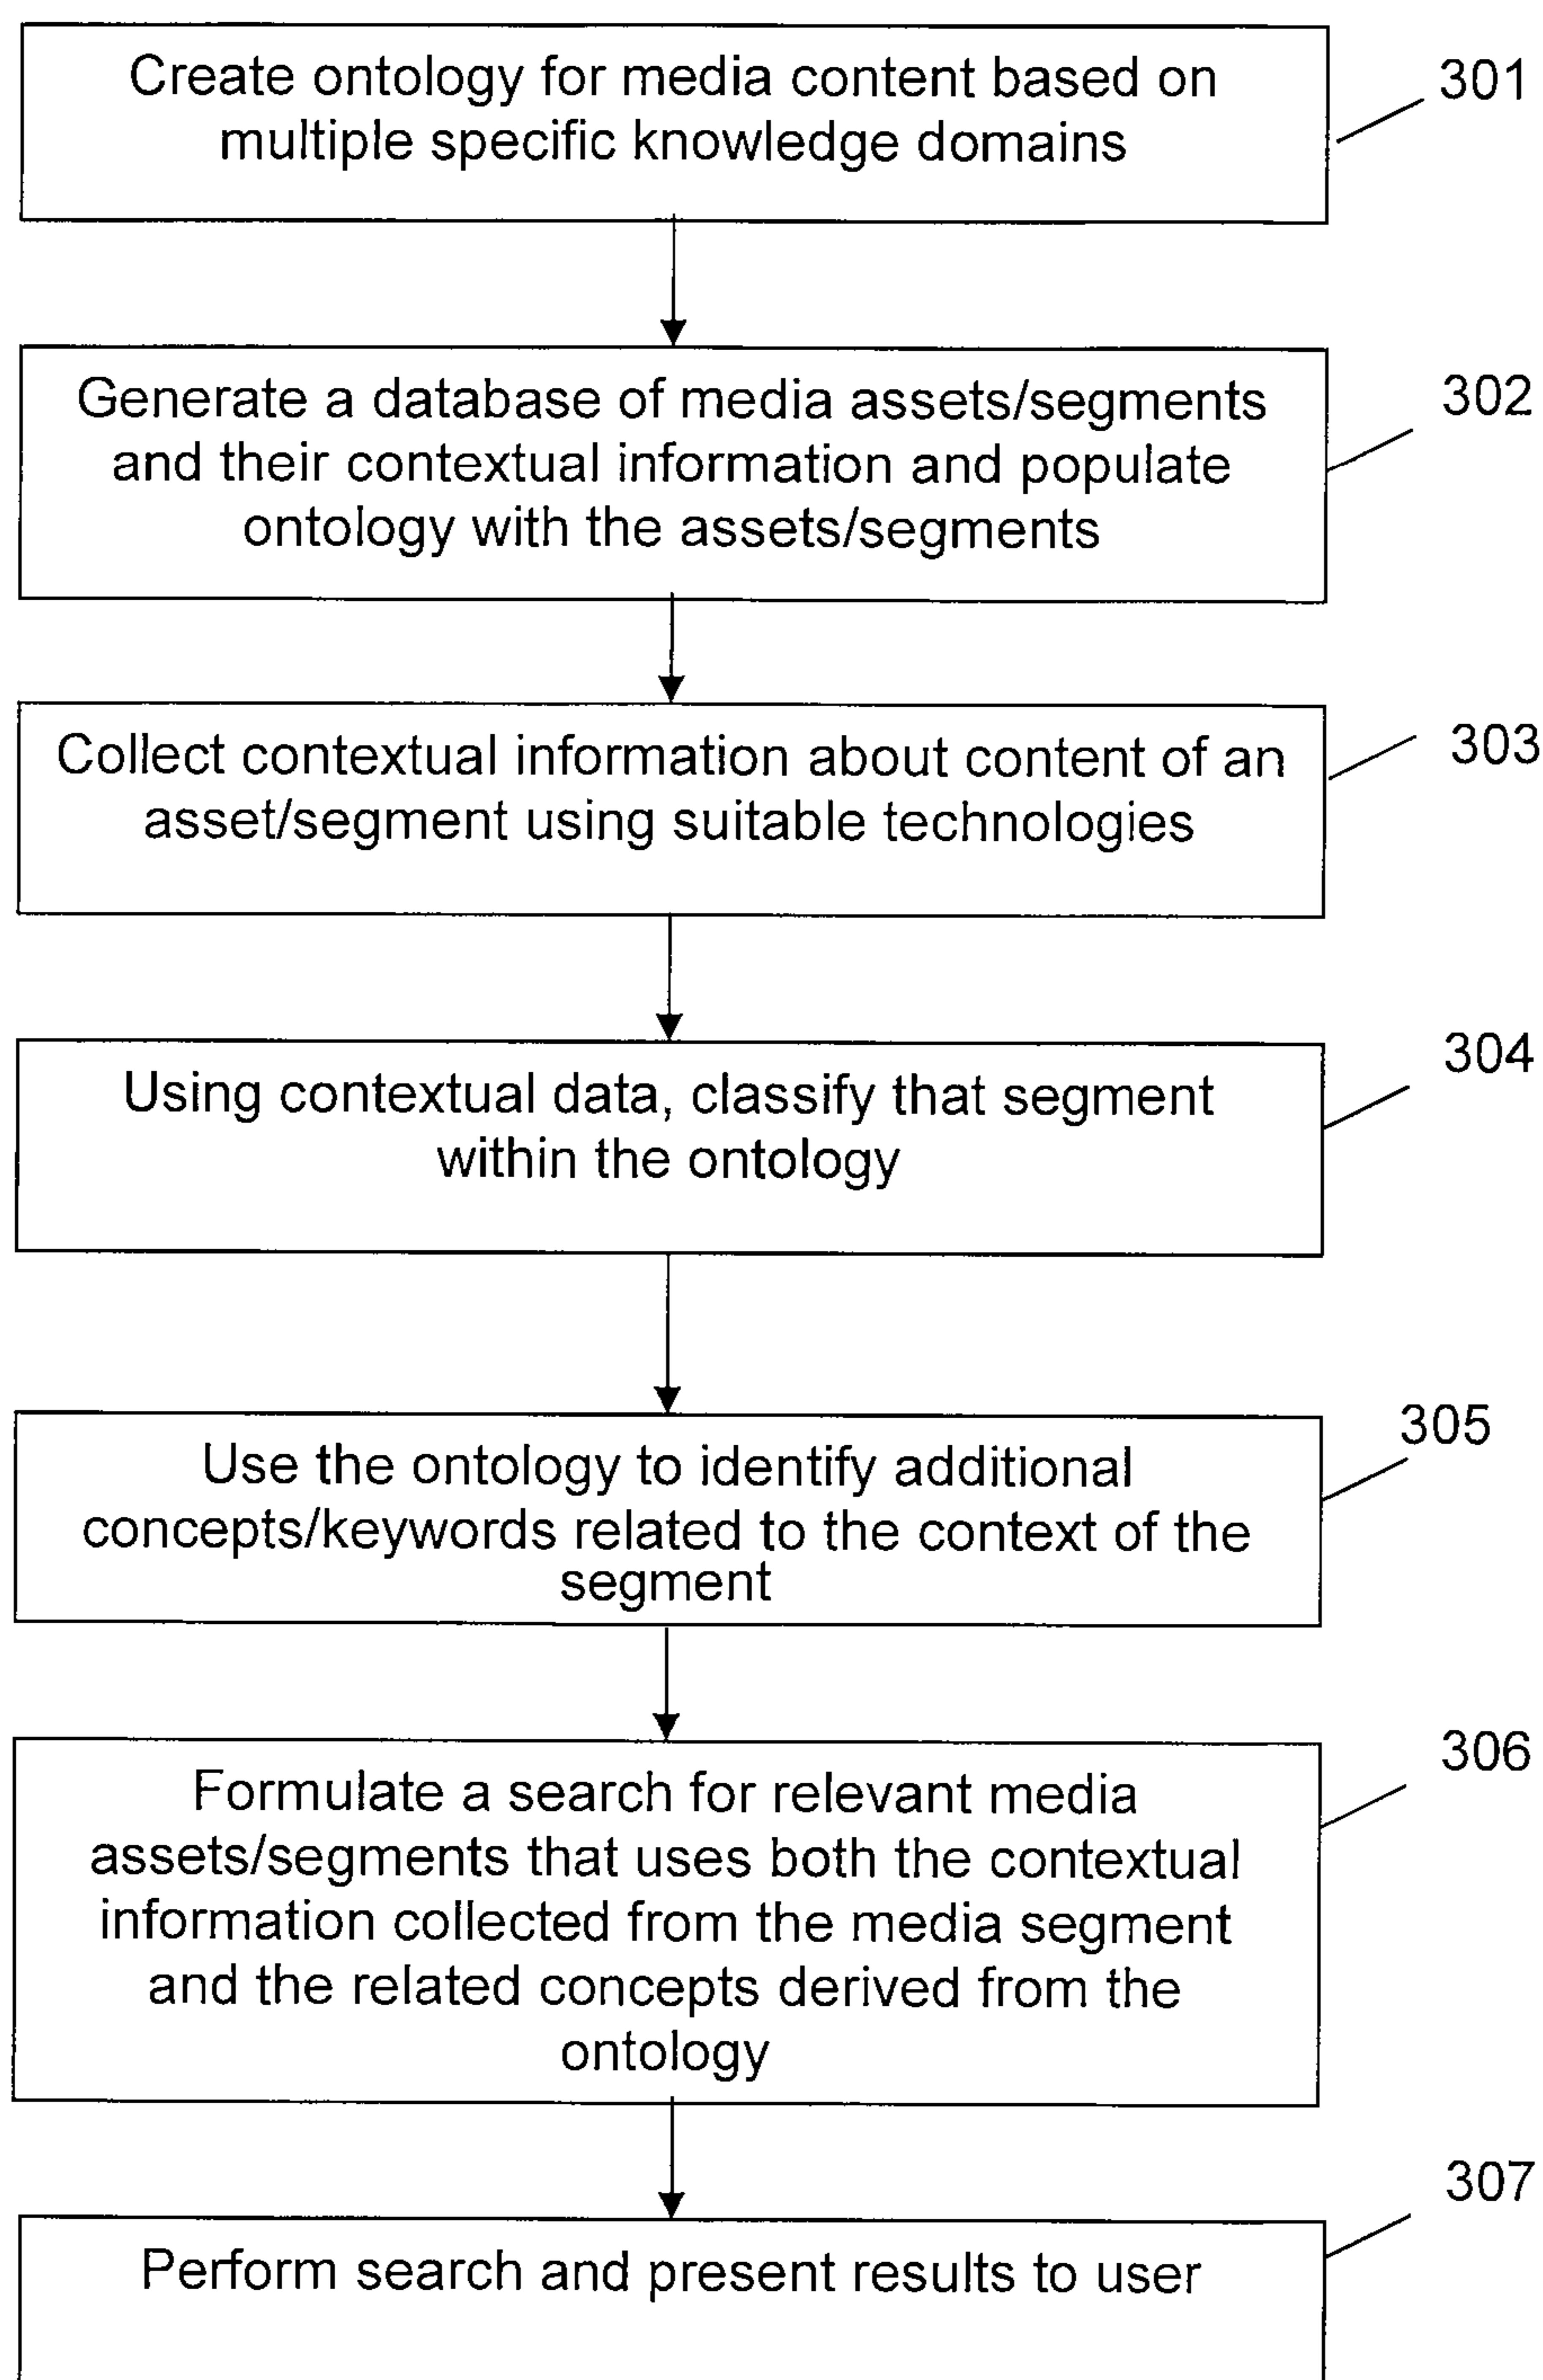 Create ontology for media content based on
multiple specific knowledge domains
301
Generate a database of media assets/segments
and their contextual information and populate
ontology with the assets/segments
302
Collect contextual information about content of an
asset/segment using suitable technologies
303
Using contextual data, classify that segment
within the ontology
304
Use the ontology to identify additional
concepts/keywords related to the context of the
segment
305
Formulate a search for relevant media
assets/segments that uses both the contextual
information collected from the media segment
and the related concepts derived from the
ontology
306
Perform search and present results to user
307